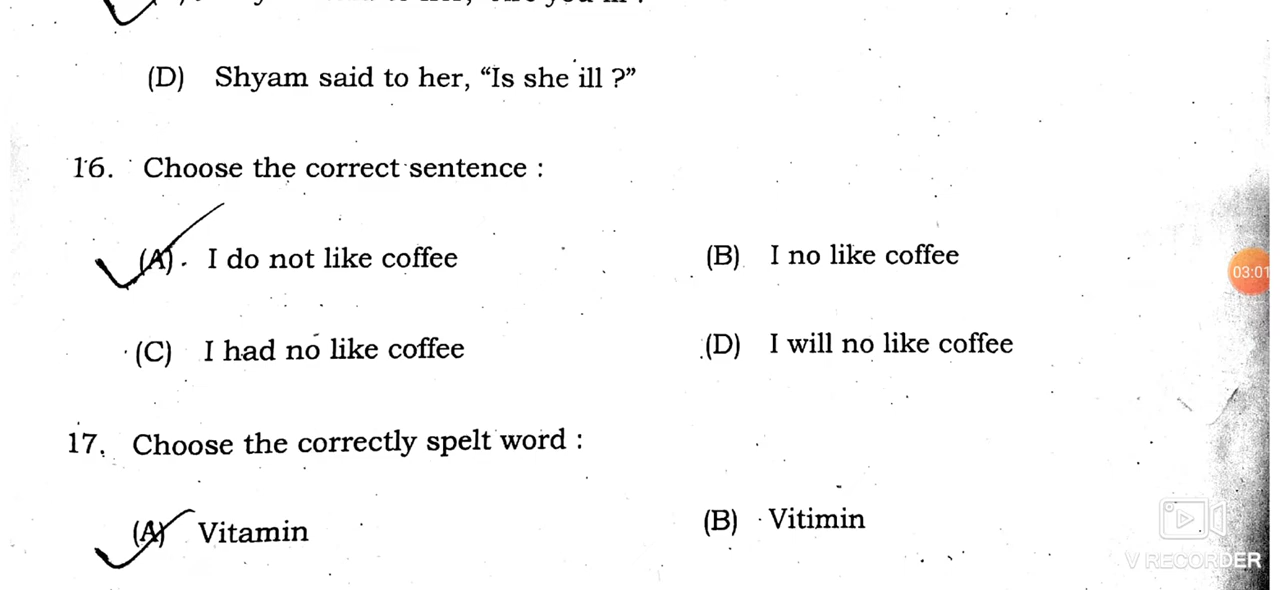 (D) Shyam said to her, “Is she ill ?”
16. Choose the correct sentence :
(A) I do not like coffee
(B) I no like coffee
(C) I had no like coffee
(D) I will no like coffee
17. Choose the correctly spelt word :
(A) Vitamin
(B) Vitimin
03:01
V RECORDER